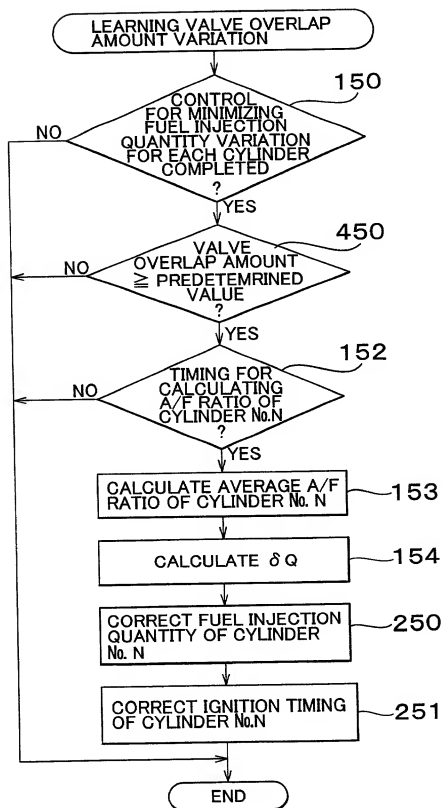 LEARNING VALVE OVERLAP
AMOUNT VARIATION
150
CONTROL
FOR MINIMIZING
FUEL INJECTION
QUANTITY VARIATION
FOR EACH CYLINDER
COMPLETED
?
NO
YES
450
VALVE
OVERLAP AMOUNT
≧ PREDETEMRINED
VALUE
?
NO
YES
152
TIMING FOR
CALCULATING
A/F RATIO OF
CYLINDER No.N
?
NO
YES
CALCULATE AVERAGE A/F
RATIO OF CYLINDER No. N
153
CALCULATE δ Q
154
CORRECT FUEL INJECTION
QUANTITY OF CYLINDER
No. N
250
CORRECT IGNITION TIMING
OF CYLINDER No.N
251
END